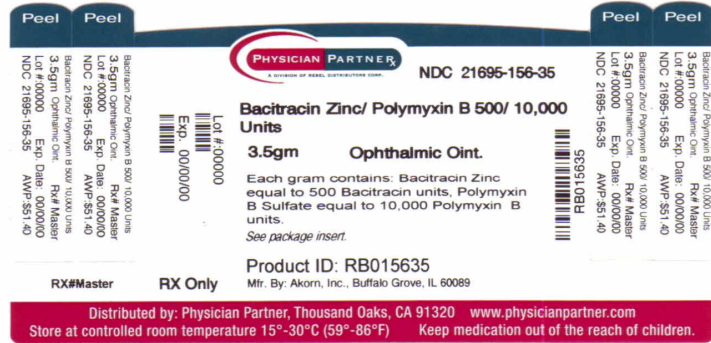 Peel
Bacitracin Zinc/ Polymyxin B 500/ 10,000 Units
3.5gm Ophthalmic Oint. Rx# Master
Lot #:00000 Exp. Date: 00/00/00
NDC 21695-156-35 AWP:$51.40
Peel
Bacitracin Zinc/ Polymyxin B 500/ 10,000 Units
3.5gm Ophthalmic Oint. Rx# Master
Lot #:00000 Exp. Date: 00/00/00
NDC 21695-156-35 AWP:$51.40
RX#Master
Lot #:00000
Exp. 00/00/00
RX Only
PHYSICIAN PARTNER Rx
A DIVISION OF REBEL DISTRIBUTORS CORP.
NDC 21695-156-35
Bacitracin Zinc/ Polymyxin B 500/ 10,000
Units
3.5gm Ophthalmic Oint.
Each gram contains: Bacitracin Zinc
equal to 500 Bacitracin units, Polymyxin
B Sulfate equal to 10,000 Polymyxin B
units.
See package insert.
Product ID: RB015635
Mfr. By: Akorn, Inc., Buffalo Grove, IL 60089
RB015635
Peel
Bacitracin Zinc/ Polymyxin B 500/ 10,000 Units
3.5gm Ophthalmic Oint. Rx# Master
Lot #:00000 Exp. Date: 00/00/00
NDC 21695-156-35 AWP:$51.40
Peel
Bacitracin Zinc/ Polymyxin B 500/ 10,000 Units
3.5gm Ophthalmic Oint. Rx# Master
Lot #:00000 Exp. Date: 00/00/00
NDC 21695-156-35 AWP:$51.40
Distributed by: Physician Partner, Thousand Oaks, CA 91320 www.physicianpartner.com
Store at controlled room temperature 15°-30°C (59°-86°F) Keep medication out of the reach of children.